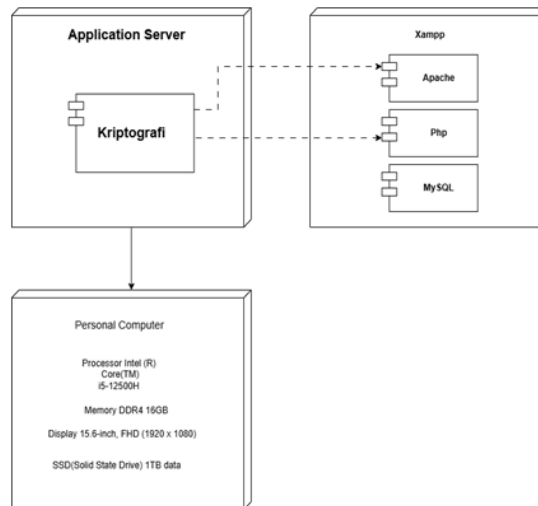 Application Server
Kriptografi
Xampp
Apache
Php
MySQL
Personal Computer
Processor Intel (R)
Core(TM)
i5-12500H
Memory DDR4 16GB
Display 15.6-inch, FHD (1920 x 1080)
SSD(Solid State Drive) 1TB data